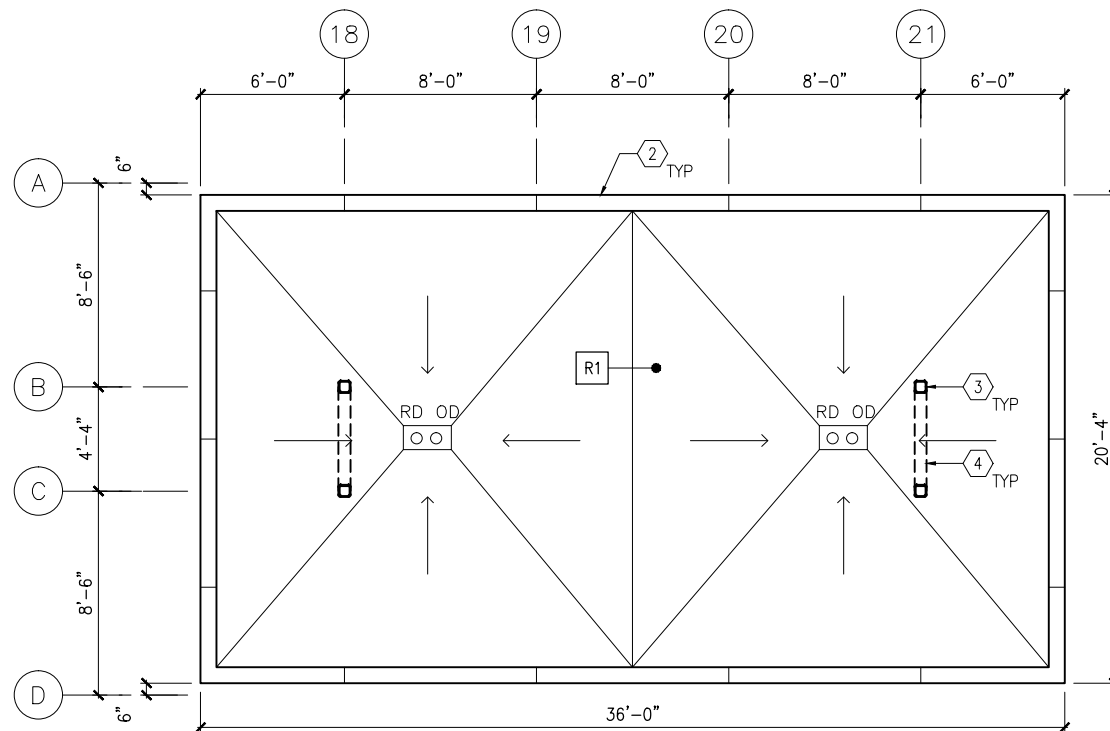 18 19 20 21
6'-0" 8'-0" 8'-0" 8'-0" 6'-0"
A
6"
2 TYP
8'-6"
R1
B
3 TYP
RD OD RD OD
4'-4"
20'-4"
4 TYP
C
8'-6"
D
6"
36'-0"